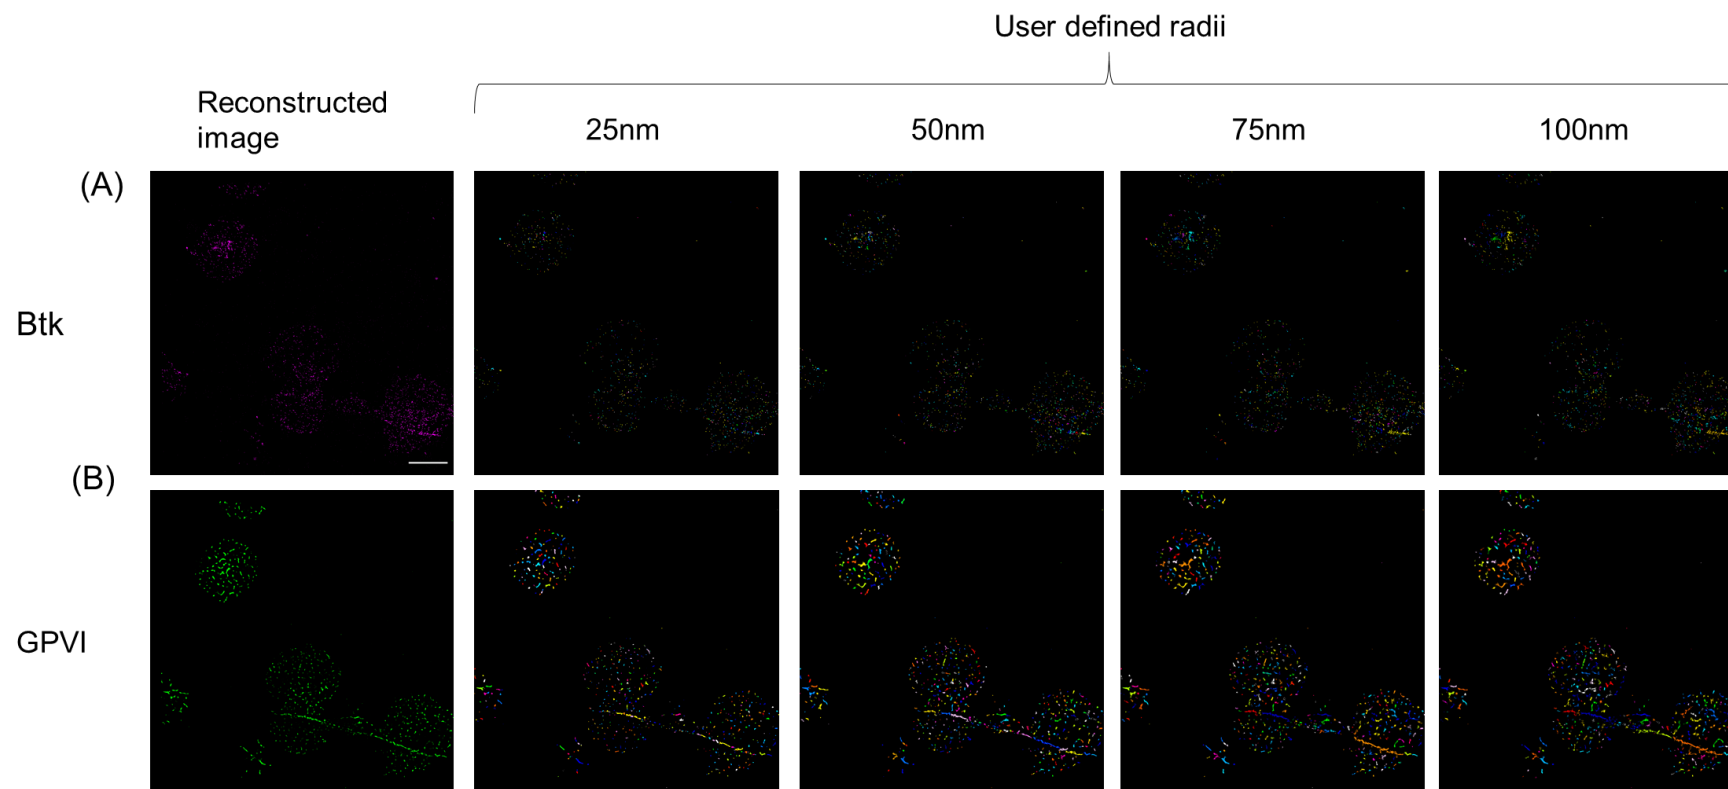 User defined radii
Reconstructed
image
25nm
50nm
75nm
100nm
(A)
Btk
(B)
GPVI